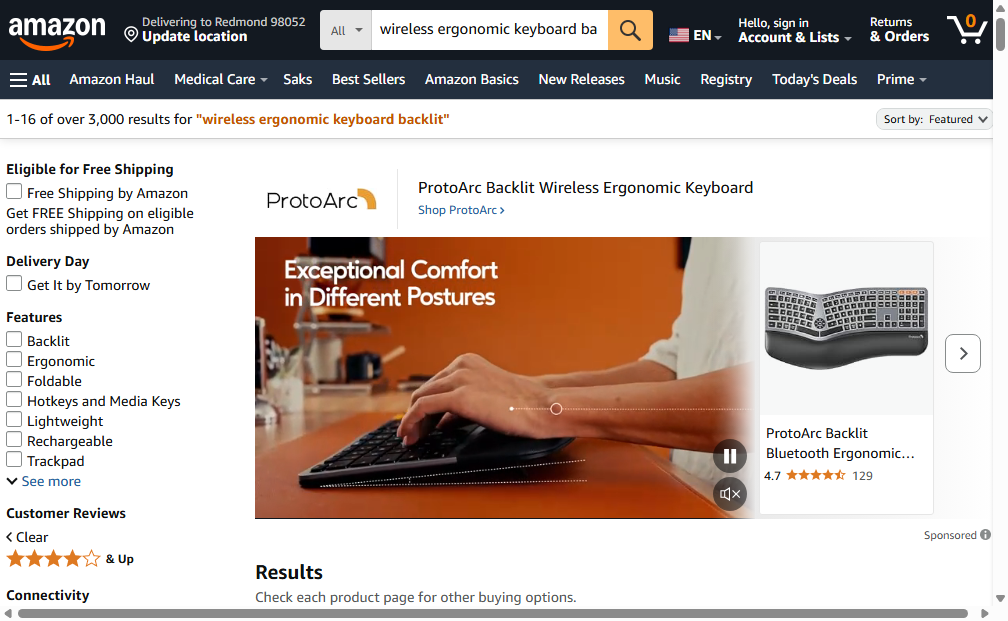 amazon
Delivering to Redmond 98052
Update location
All
wireless ergonomic keyboard ba
EN
Hello, sign in
Account & Lists
Returns
& Orders
0
All
Amazon Haul
Medical Care
Saks
Best Sellers
Amazon Basics
New Releases
Music
Registry
Today's Deals
Prime
1-16 of over 3,000 results for "wireless ergonomic keyboard backlit"
Sort by: Featured
Eligible for Free Shipping
Free Shipping by Amazon
Get FREE Shipping on eligible
orders shipped by Amazon
Delivery Day
Get It by Tomorrow
Features
Backlit
Ergonomic
Foldable
Hotkeys and Media Keys
Lightweight
Rechargeable
Trackpad
See more
Customer Reviews
Clear
& Up
Connectivity
ProtoArc
ProtoArc Backlit Wireless Ergonomic Keyboard
Shop ProtoArc
Exceptional Comfort
in Different Postures
ProtoArc Backlit
Bluetooth Ergonomic...
4.7
129
Sponsored
Results
Check each product page for other buying options.